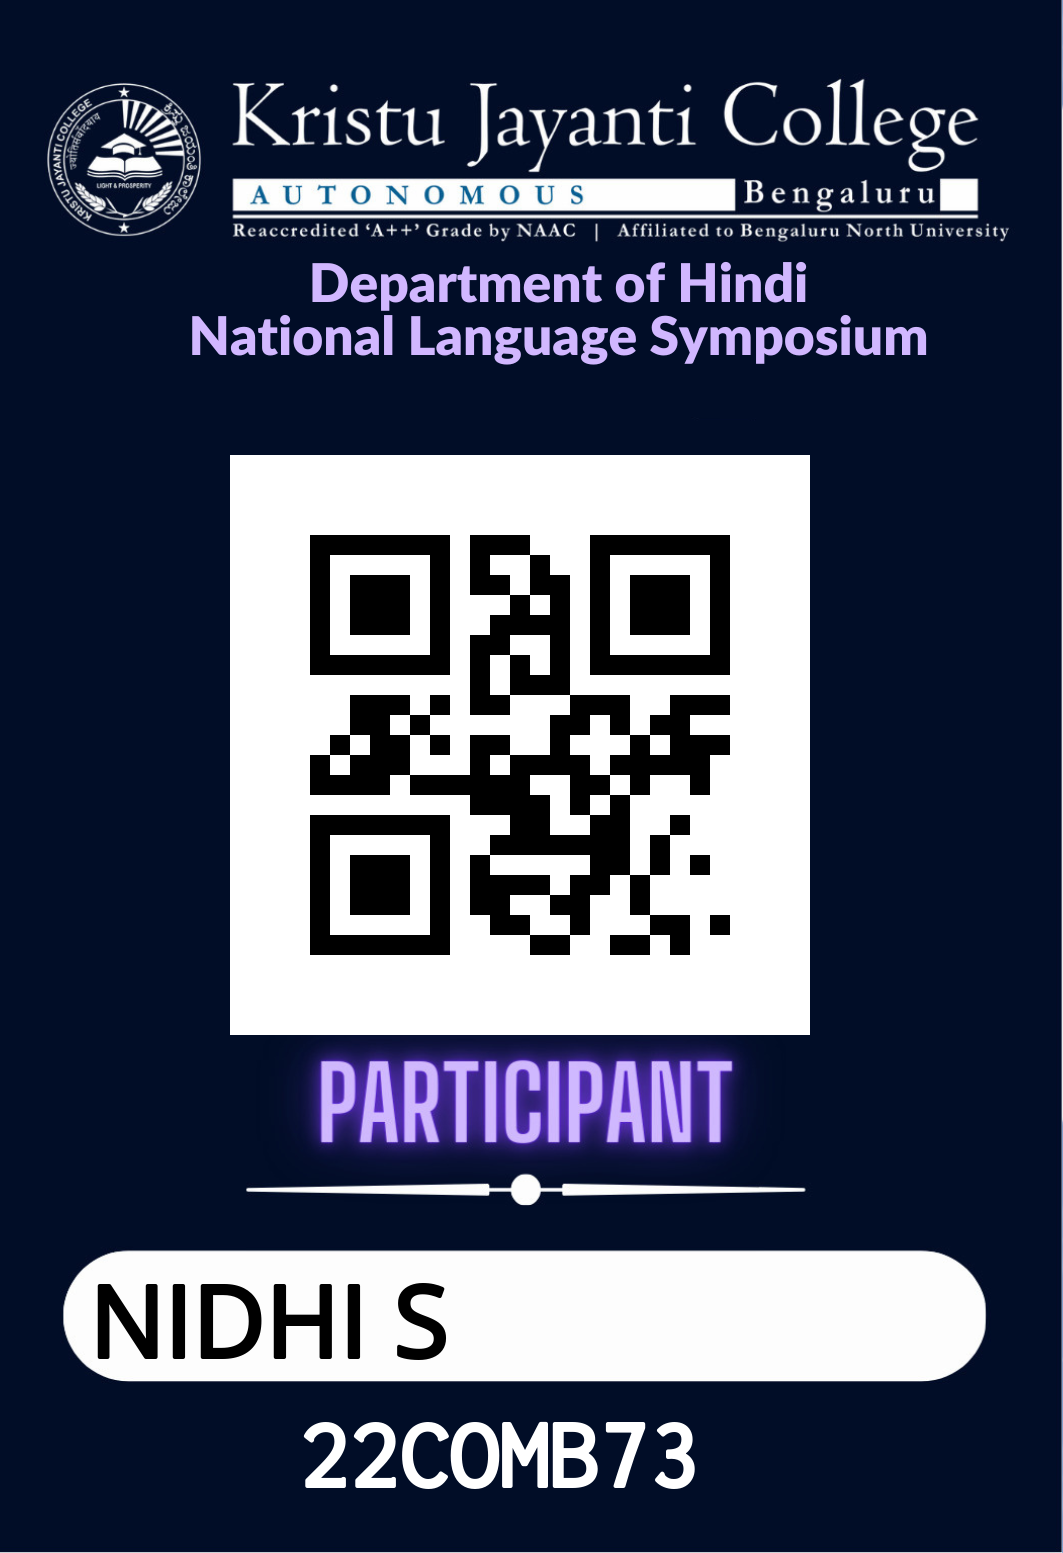 Kristu Jayanti College
AUTONOMOUS Bengaluru
Reaccredited ‘A++’ Grade by NAAC | Affiliated to Bengaluru North University
KRISTU JAYANTI COLLEGE
LIGHT & PROSPERITY
Department of Hindi
National Language Symposium
PARTICIPANT
NIDHI S
22COMB73